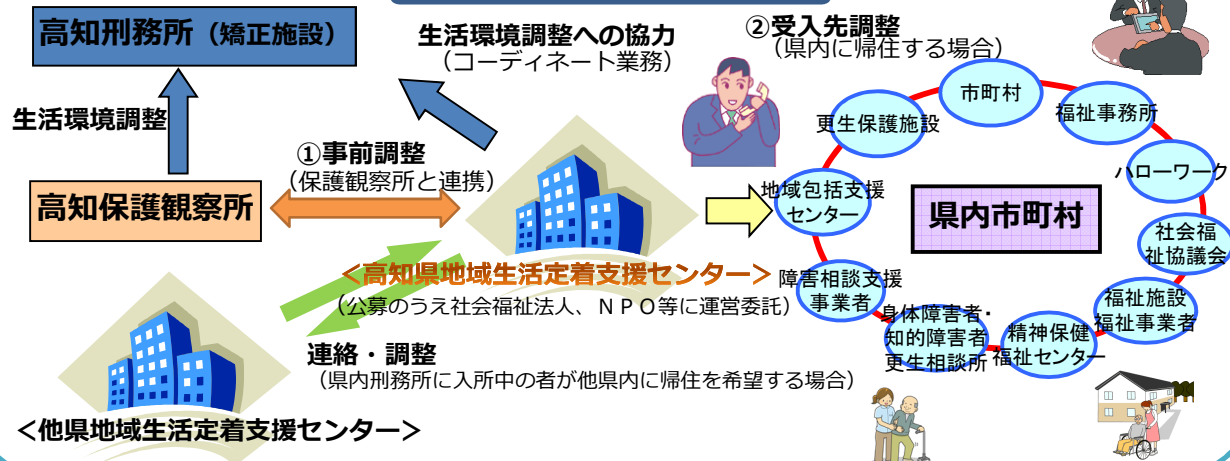 高知刑務所（矯正施設）
生活環境調整への協力
（コーディネート業務）
②受入先調整
（県内に帰住する場合）
生活環境調整
①事前調整
（保護観察所と連携）
高知保護観察所
市町村
更生保護施設
福祉事務所
ハローワーク
地域包括支援
センター
県内市町村
社会福
祉協議会
＜高知県地域生活定着支援センター＞
（公募のうえ社会福祉法人、ＮＰＯ等に運営委託）
障害相談支援
事業者
福祉施設
福祉事業者
身体障害者・
知的障害者
更生相談所
精神保健
福祉センター
連絡・調整
（県内刑務所に入所中の者が他県内に帰住を希望する場合）
＜他県地域生活定着支援センター＞